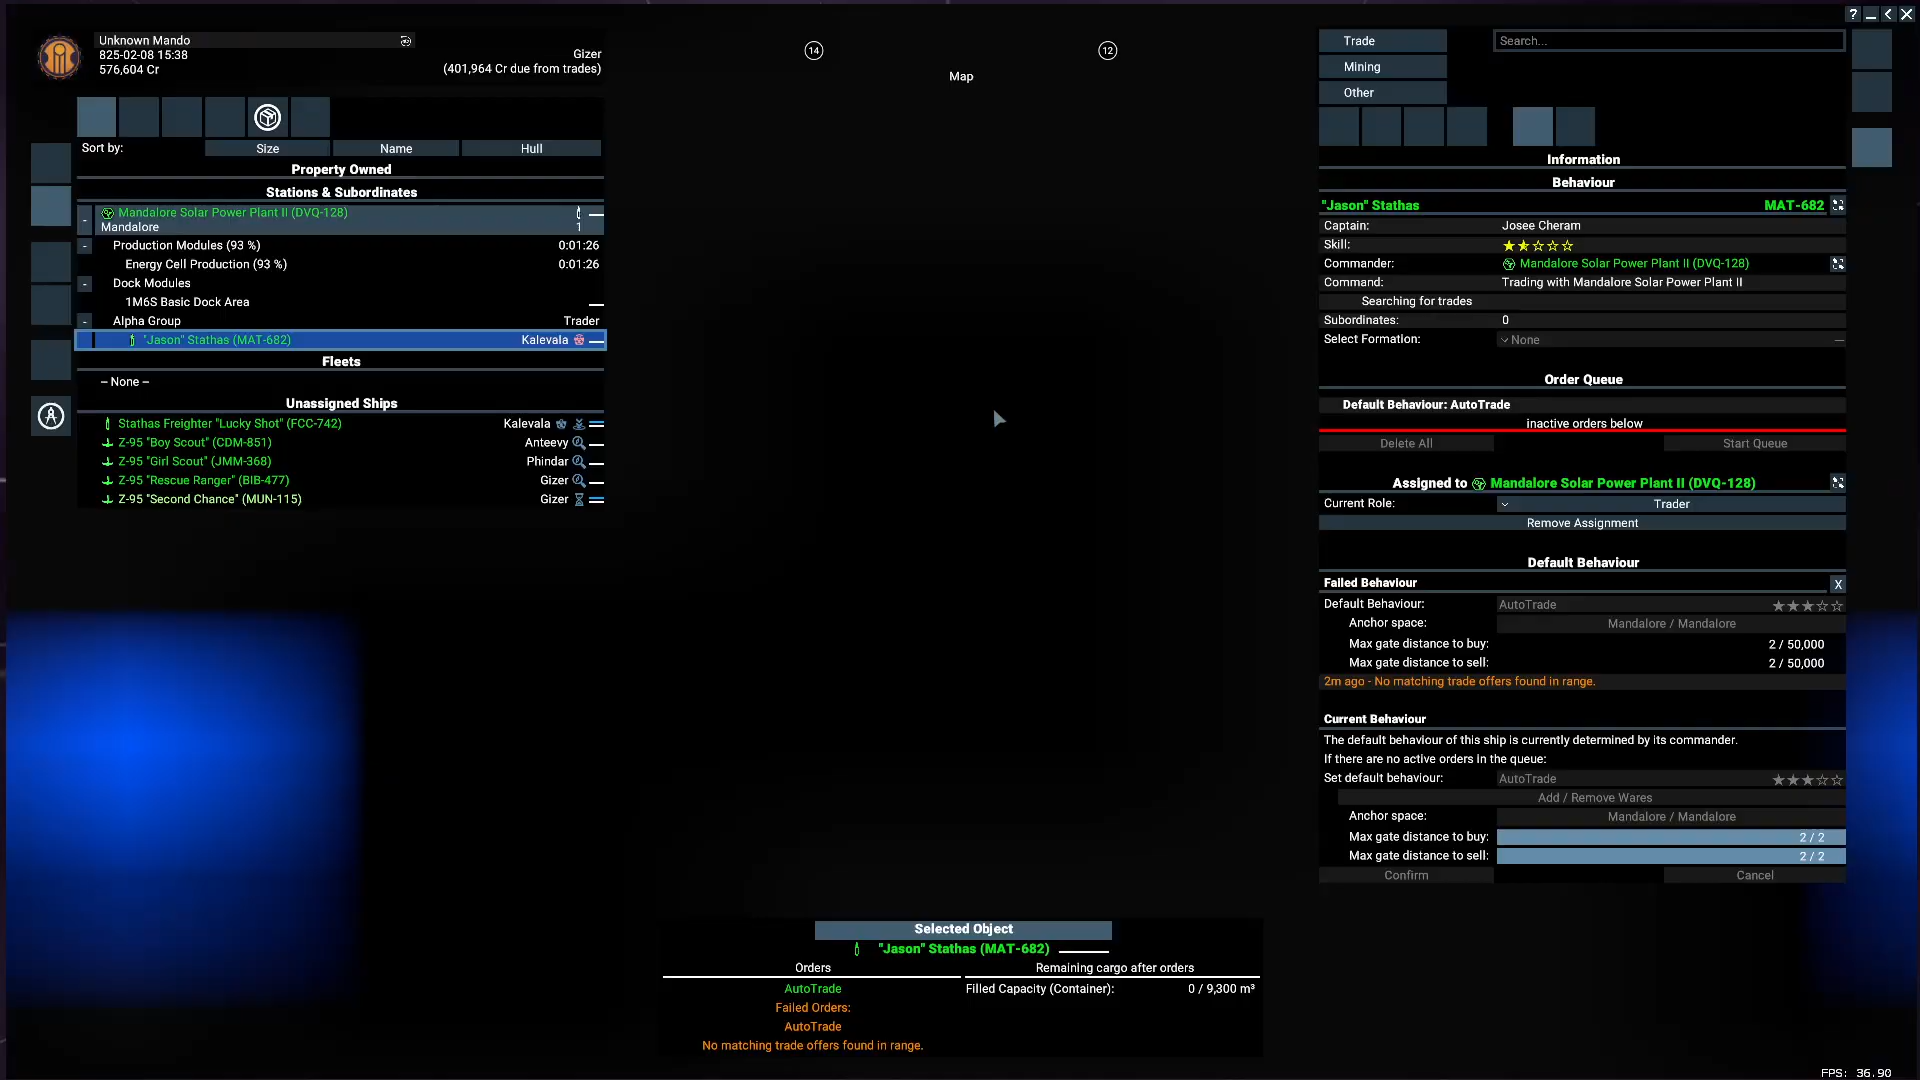 Unknown Mando
825-02-08 15:38
576,604 Cr
Gizer
(401,964 Cr due from trades)
Sort by:
Size
Name
Hull
Property Owned
Stations & Subordinates
- Mandalore Solar Power Plant II (DVQ-128)
Mandalore 1
- Production Modules (93 %) 0:01:26
Energy Cell Production (93 %) 0:01:26
- Dock Modules
1M6S Basic Dock Area
- Alpha Group Trader
"Jason" Stathas (MAT-682) Kalevala
Fleets
– None –
Unassigned Ships
Stathas Freighter "Lucky Shot" (FCC-742) Kalevala
Z-95 "Boy Scout" (CDM-851) Anteevy
Z-95 "Girl Scout" (JMM-368) Phindar
Z-95 "Rescue Ranger" (BIB-477) Gizer
Z-95 "Second Chance" (MUN-115) Gizer
14
12
Map
Selected Object
"Jason" Stathas (MAT-682)
Orders
Remaining cargo after orders
AutoTrade
Filled Capacity (Container): 0 / 9,300 m³
Failed Orders:
AutoTrade
No matching trade offers found in range.
? _ < X
Trade
Search...
Mining
Other
Information
Behaviour
"Jason" Stathas MAT-682
Captain: Josee Cheram
Skill:
Commander: Mandalore Solar Power Plant II (DVQ-128)
Command: Trading with Mandalore Solar Power Plant II
Searching for trades
Subordinates: 0
Select Formation: None —
Order Queue
Default Behaviour: AutoTrade
inactive orders below
Delete All
Start Queue
Assigned to Mandalore Solar Power Plant II (DVQ-128)
Current Role: Trader
Remove Assignment
Default Behaviour
Failed Behaviour X
Default Behaviour: AutoTrade
Anchor space: Mandalore / Mandalore
Max gate distance to buy: 2 / 50,000
Max gate distance to sell: 2 / 50,000
2m ago - No matching trade offers found in range.
Current Behaviour
The default behaviour of this ship is currently determined by its commander.
If there are no active orders in the queue:
Set default behaviour: AutoTrade
Add / Remove Wares
Anchor space: Mandalore / Mandalore
Max gate distance to buy: 2 / 2
Max gate distance to sell: 2 / 2
Confirm
Cancel
FPS: 36.90